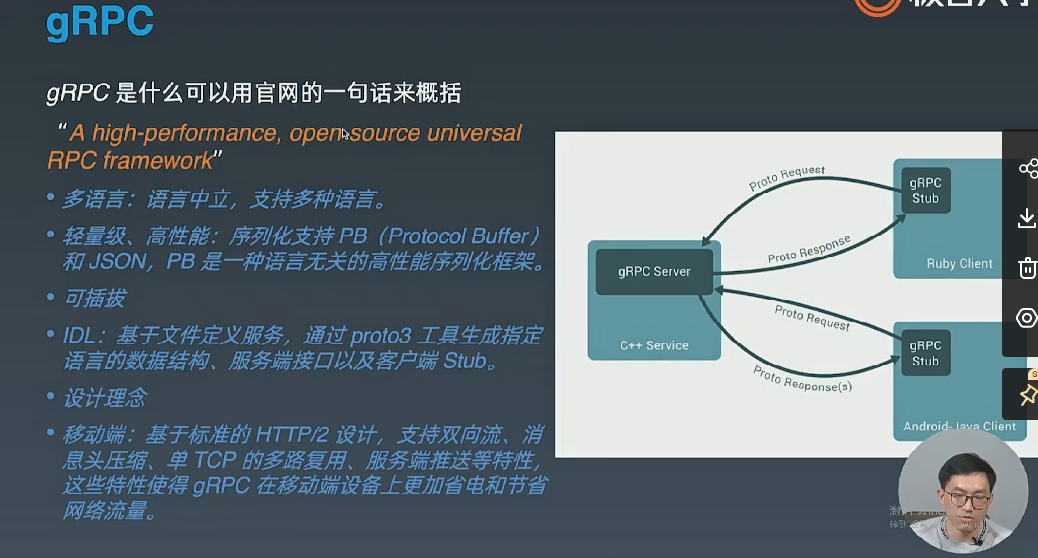 gRPC
gRPC 是什么可以用官网的一句话来概括
“A high-performance, open-source universal
RPC framework”
• 多语言：语言中立，支持多种语言。
• 轻量级、高性能：序列化支持 PB（Protocol Buffer）
和 JSON，PB 是一种语言无关的高性能序列化框架。
• 可插拔
• IDL：基于文件定义服务，通过 proto3 工具生成指定
语言的数据结构、服务端接口以及客户端 Stub。
• 设计理念
• 移动端：基于标准的 HTTP/2 设计，支持双向流、消
息头压缩、单 TCP 的多路复用、服务端推送等特性，
这些特性使得 gRPC 在移动端设备上更加省电和节省
网络流量。
gRPC Server
C++ Service
Proto Request
Proto Response
Proto Request
Proto Response(s)
gRPC
Stub
Ruby Client
gRPC
Stub
Android-Java Client